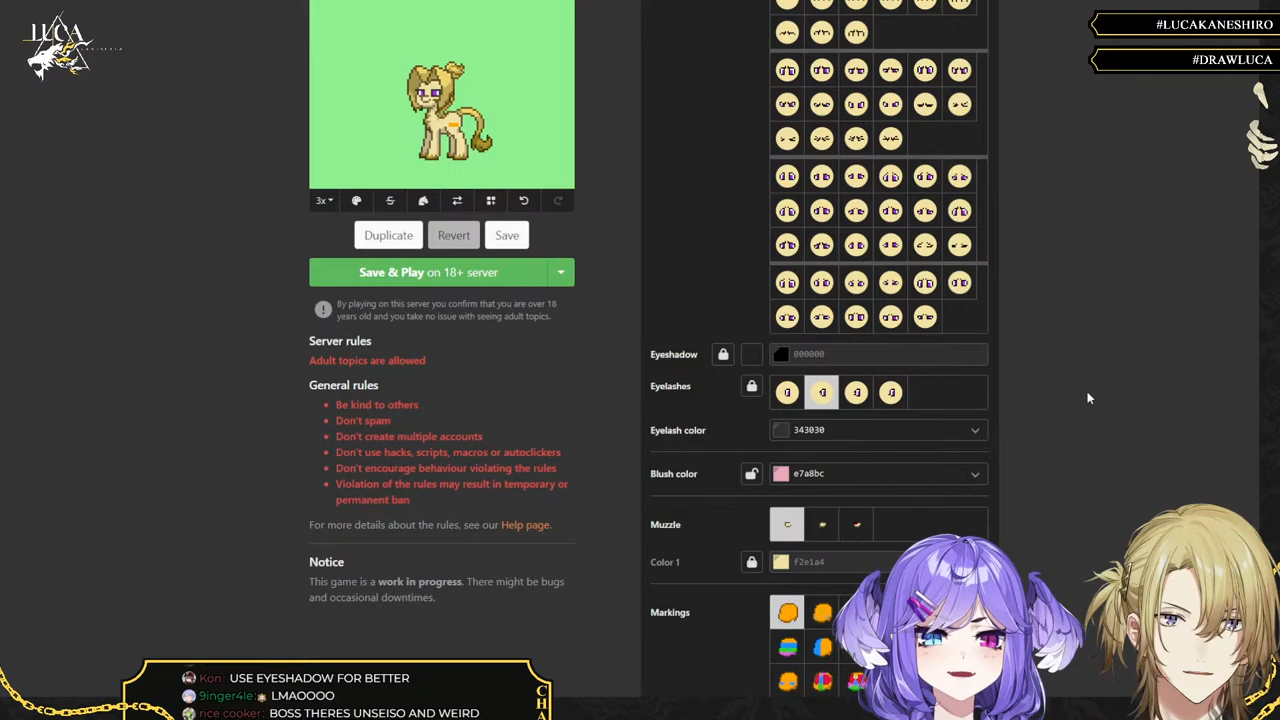 LUCA
#LUCAKANESHIRO
#DRAWLUCA
3x
Duplicate
Revert
Save
Save & Play on 18+ server
By playing on this server you confirm that you are over 18
years old and you take no issue with seeing adult topics.
Server rules
Adult topics are allowed
General rules
Be kind to others
Don't spam
Don't create multiple accounts
Don't use hacks, scripts, macros or autoclickers
Don't encourage behaviour violating the rules
Violation of the rules may result in temporary or
permanent ban
For more details about the rules, see our Help page.
Notice
This game is a work in progress. There might be bugs
and occasional downtimes.
Eyeshadow
000000
Eyelashes
Eyelash color
343030
Blush color
e7a8bc
Muzzle
Color 1
f2e1a4
Markings
Kon: USE EYESHADOW FOR BETTER
9inger4le: LMAOOOO
rice cooker: BOSS THERES UNSEISO AND WEIRD
CHA